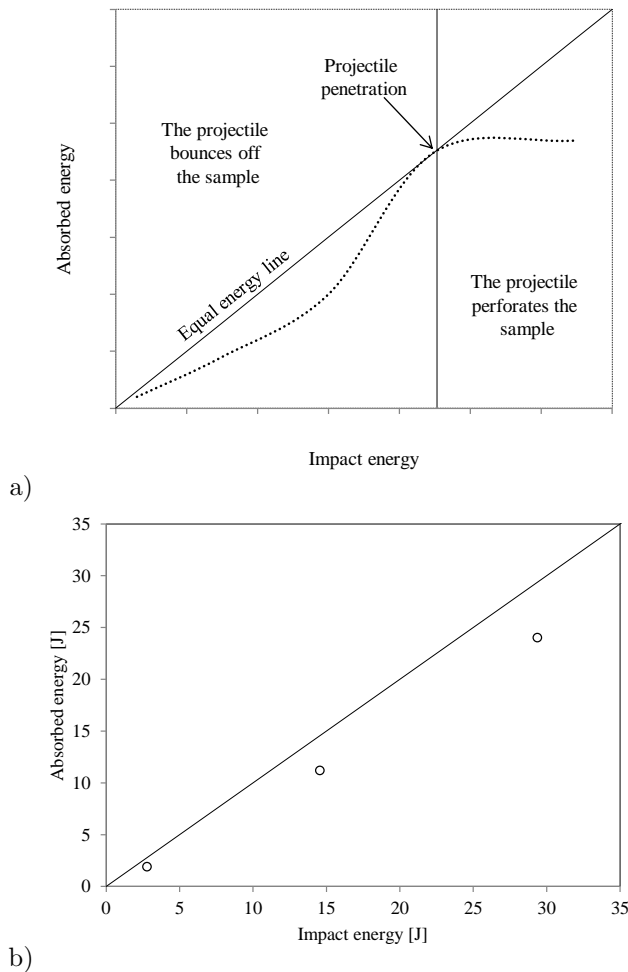 Projectile
penetration
The projectile
bounces off
the sample
Absorbed energy
Equal energy line
The projectile
perforates the
sample
Impact energy
a)
35
30
25
20
15
10
5
0
Absorbed energy [J]
0 5 10 15 20 25 30 35
Impact energy [J]
b)